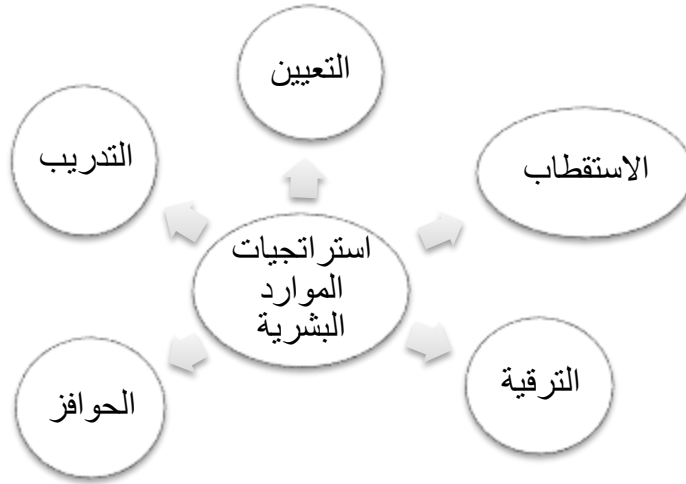 التعيين
الاستقطاب
التدريب
استراتجيات
الموارد
البشرية
الترقية
الحوافز